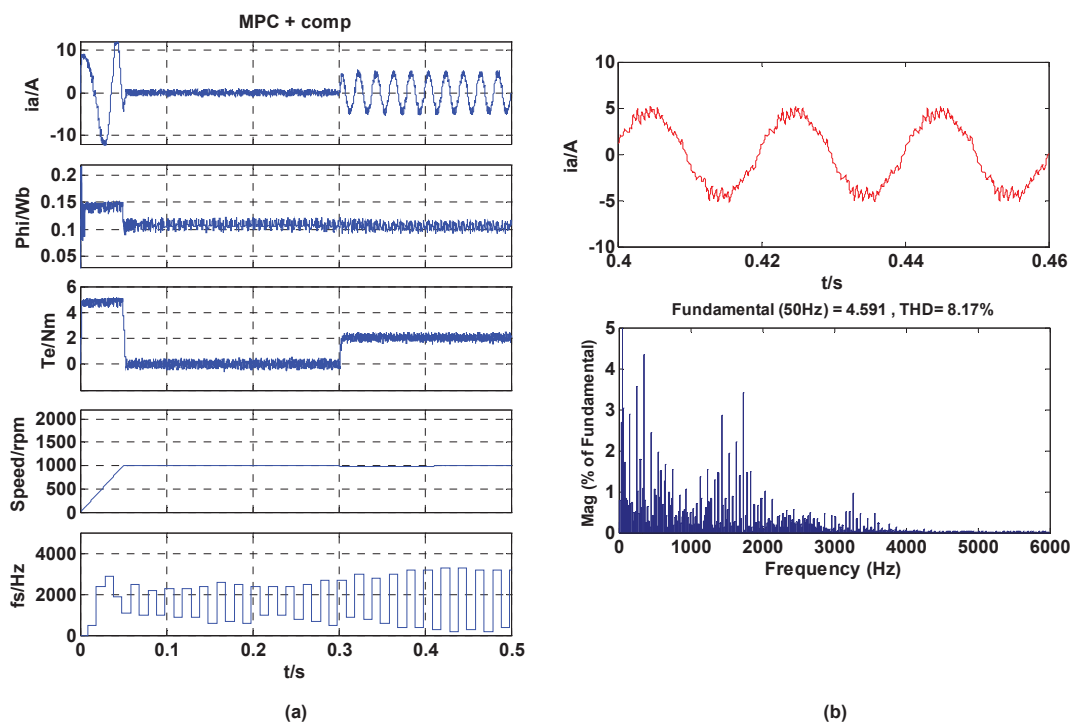 MPC + comp
10
0
-10
ia/A
0.2
0.15
0.1
0.05
Phi/Wb
6
4
2
0
Te/Nm
2000
1500
1000
500
0
Speed/rpm
4000
2000
0
fs/Hz
0 0.1 0.2 0.3 0.4 0.5
t/s
(a)
10
5
0
-5
-10
ia/A
0.4 0.42 0.44 0.46
t/s
Fundamental (50Hz) = 4.591 , THD= 8.17%
5
4
3
2
1
0
Mag (% of Fundamental)
0 1000 2000 3000 4000 5000 6000
Frequency (Hz)
(b)